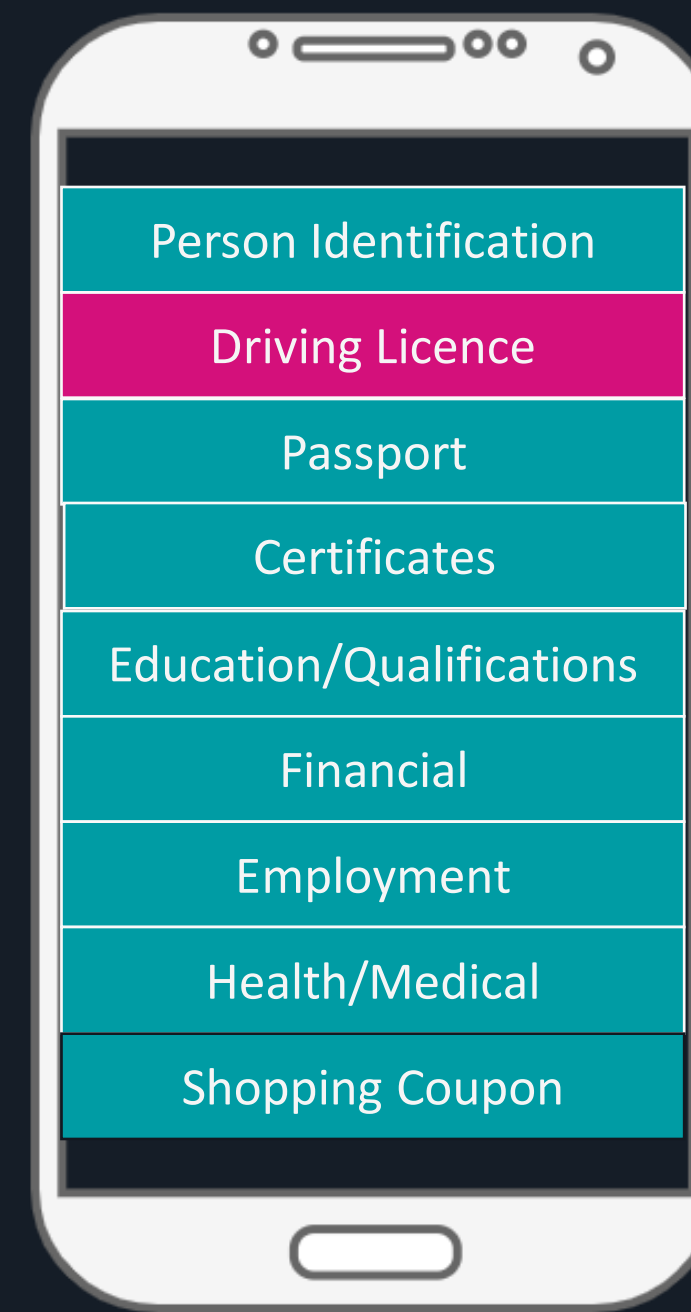 Person Identification
Driving Licence
Passport
Certificates
Education/Qualifications
Financial
Employment
Health/Medical
Shopping Coupon